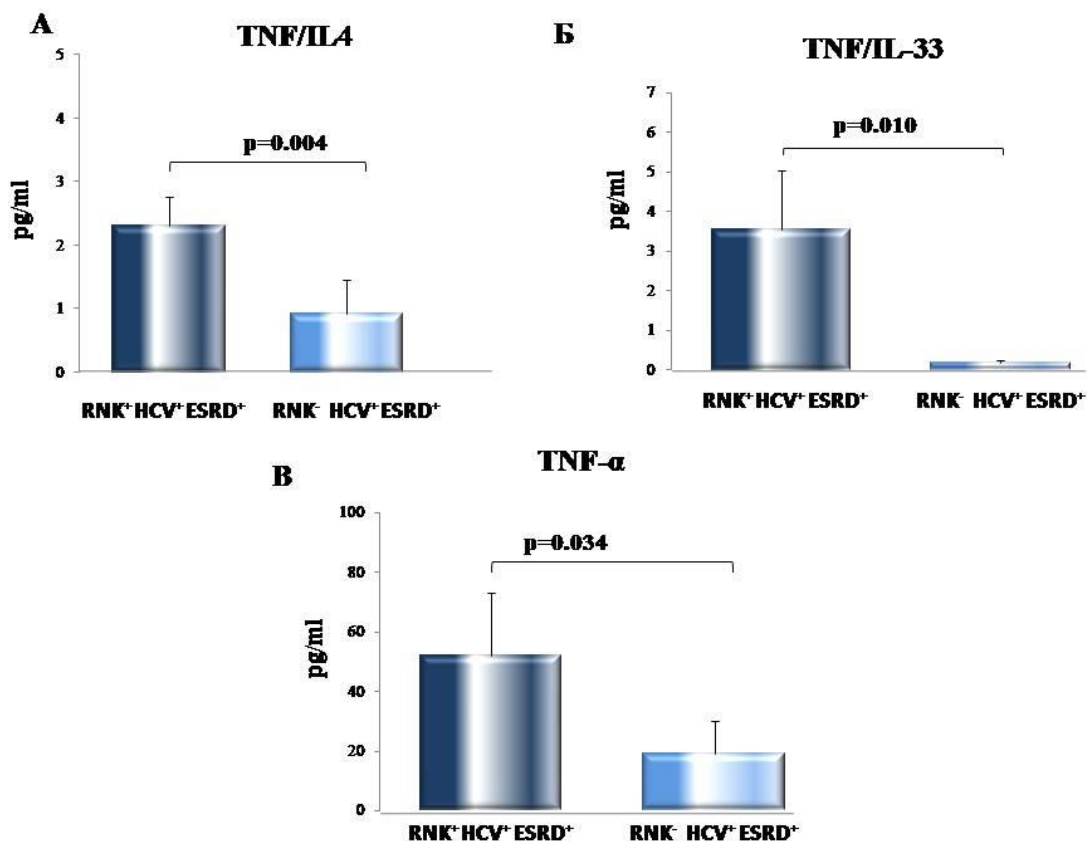 А
TNF/IL4
5
4
3
2
1
0
pg/ml
p=0.004
RNK⁺HCV⁺ESRD⁺ RNK⁻ HCV⁺ESRD⁺
Б
TNF/IL-33
7
6
5
4
3
2
1
0
pg/ml
p=0.010
RNK⁺HCV⁺ESRD⁺ RNK⁻ HCV⁺ESRD⁺
В
TNF-α
100
80
60
40
20
0
pg/ml
p=0.034
RNK⁺HCV⁺ESRD⁺ RNK⁻ HCV⁺ESRD⁺